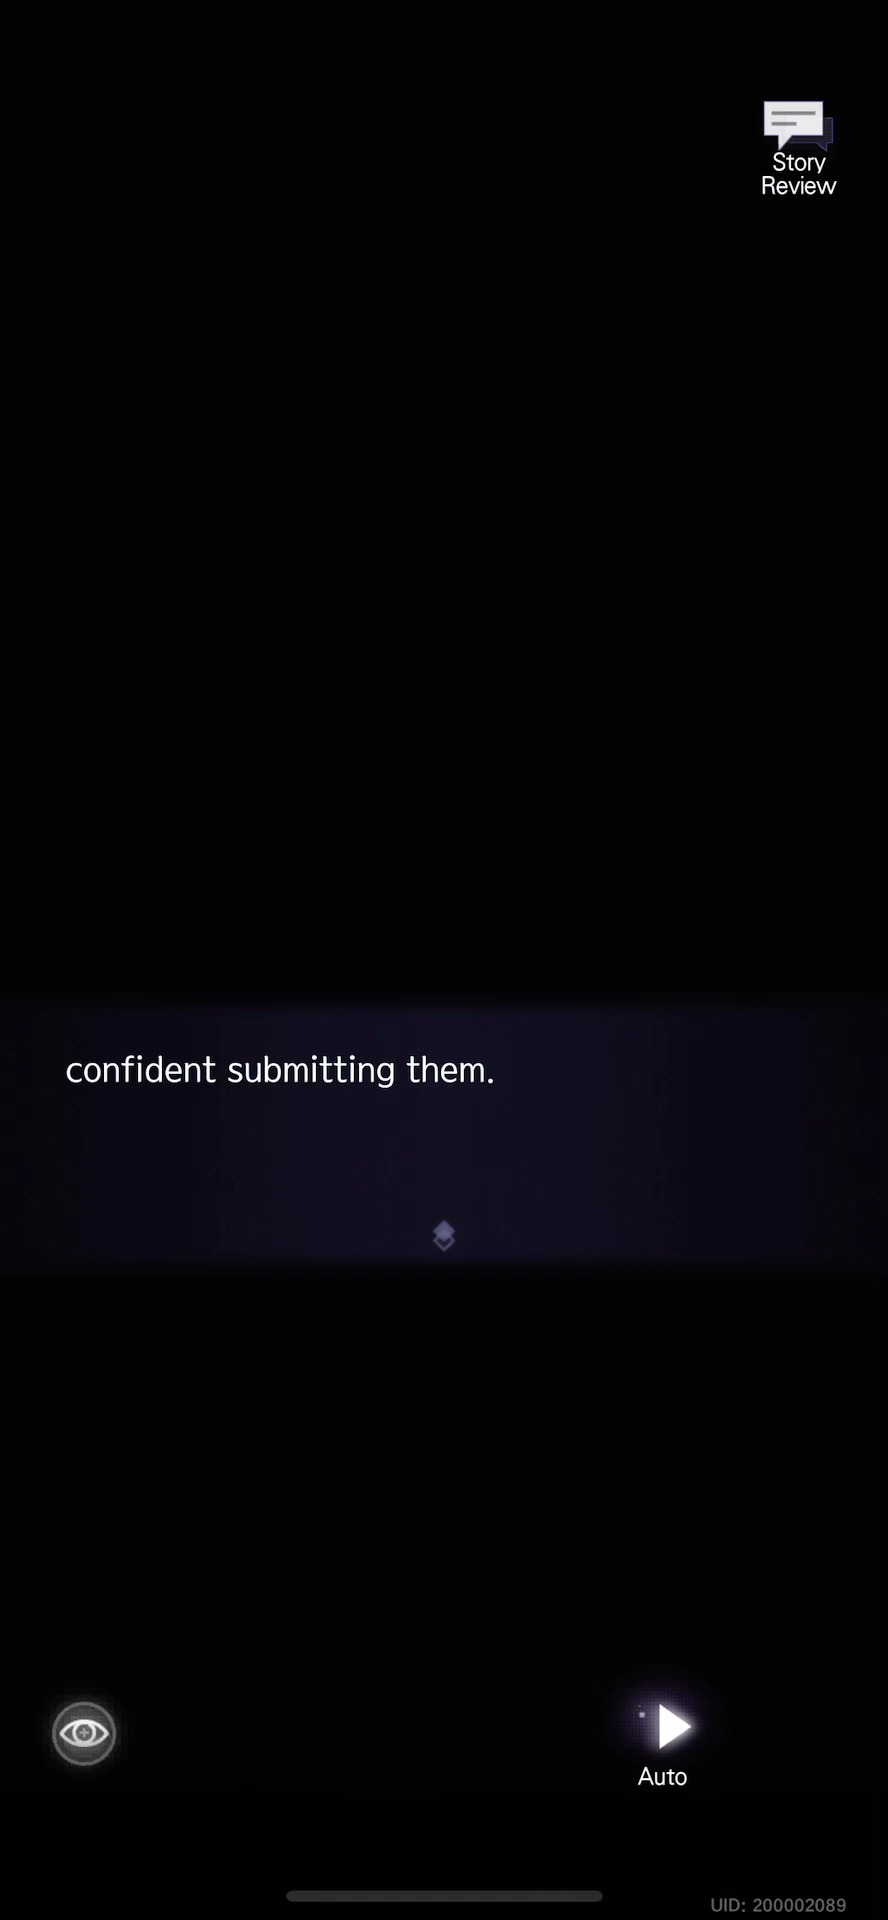 Story
Review
confident submitting them.
Auto
UID: 200002089